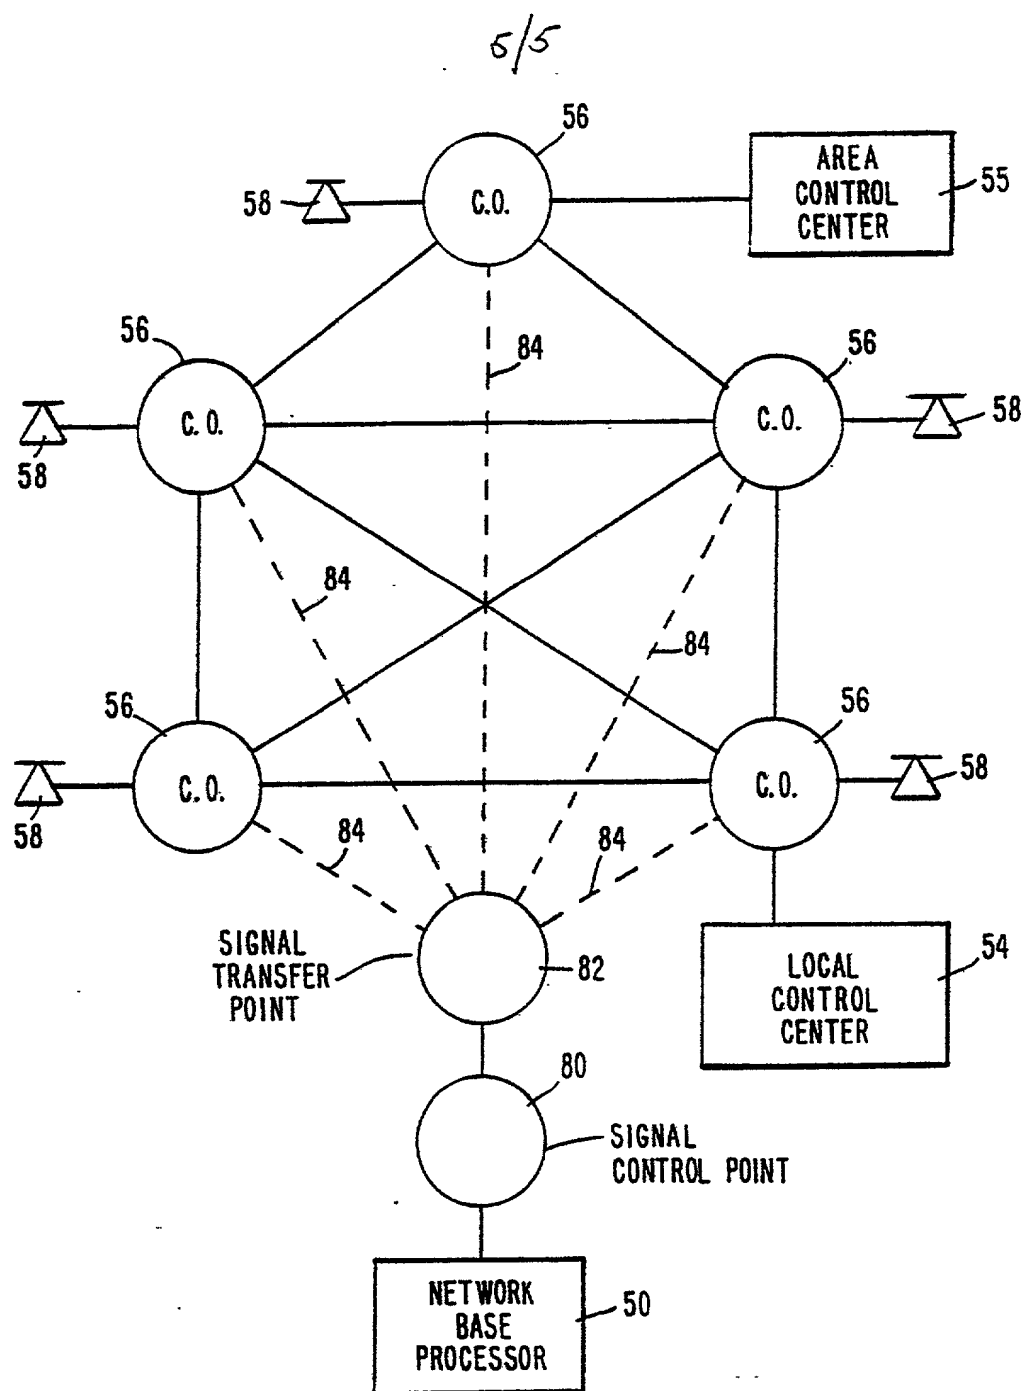 5/5
56
AREA
CONTROL
CENTER
55
58
C.O.
84
56
56
C.O.
C.O.
58
58
84
84
56
56
C.O.
C.O.
58
58
84
84
SIGNAL
TRANSFER
POINT
82
LOCAL
CONTROL
CENTER
54
80
SIGNAL
CONTROL POINT
NETWORK
BASE
PROCESSOR
50